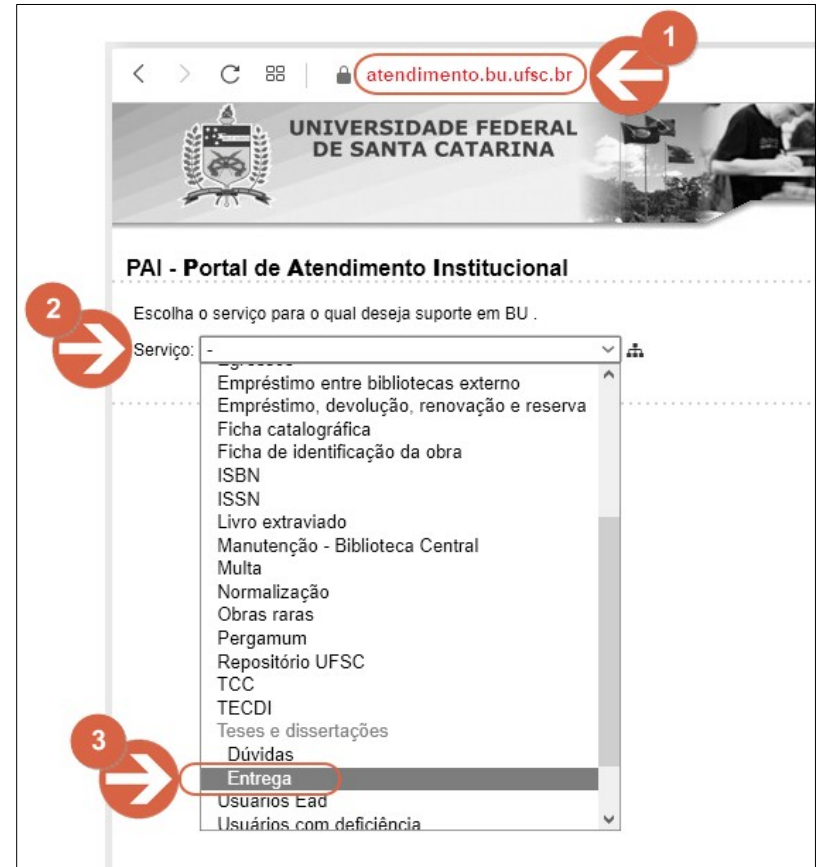 1
atendimento.bu.ufsc.br
UNIVERSIDADE FEDERAL
DE SANTA CATARINA
PAI - Portal de Atendimento Institucional
2
Escolha o serviço para o qual deseja suporte em BU .
Serviço: -
Egressos
Empréstimo entre bibliotecas externo
Empréstimo, devolução, renovação e reserva
Ficha catalográfica
Ficha de identificação da obra
ISBN
ISSN
Livro extraviado
Manutenção - Biblioteca Central
Multa
Normalização
Obras raras
Pergamum
Repositório UFSC
TCC
TECDI
Teses e dissertações
3
Dúvidas
Entrega
Usuários Ead
Usuários com deficiência